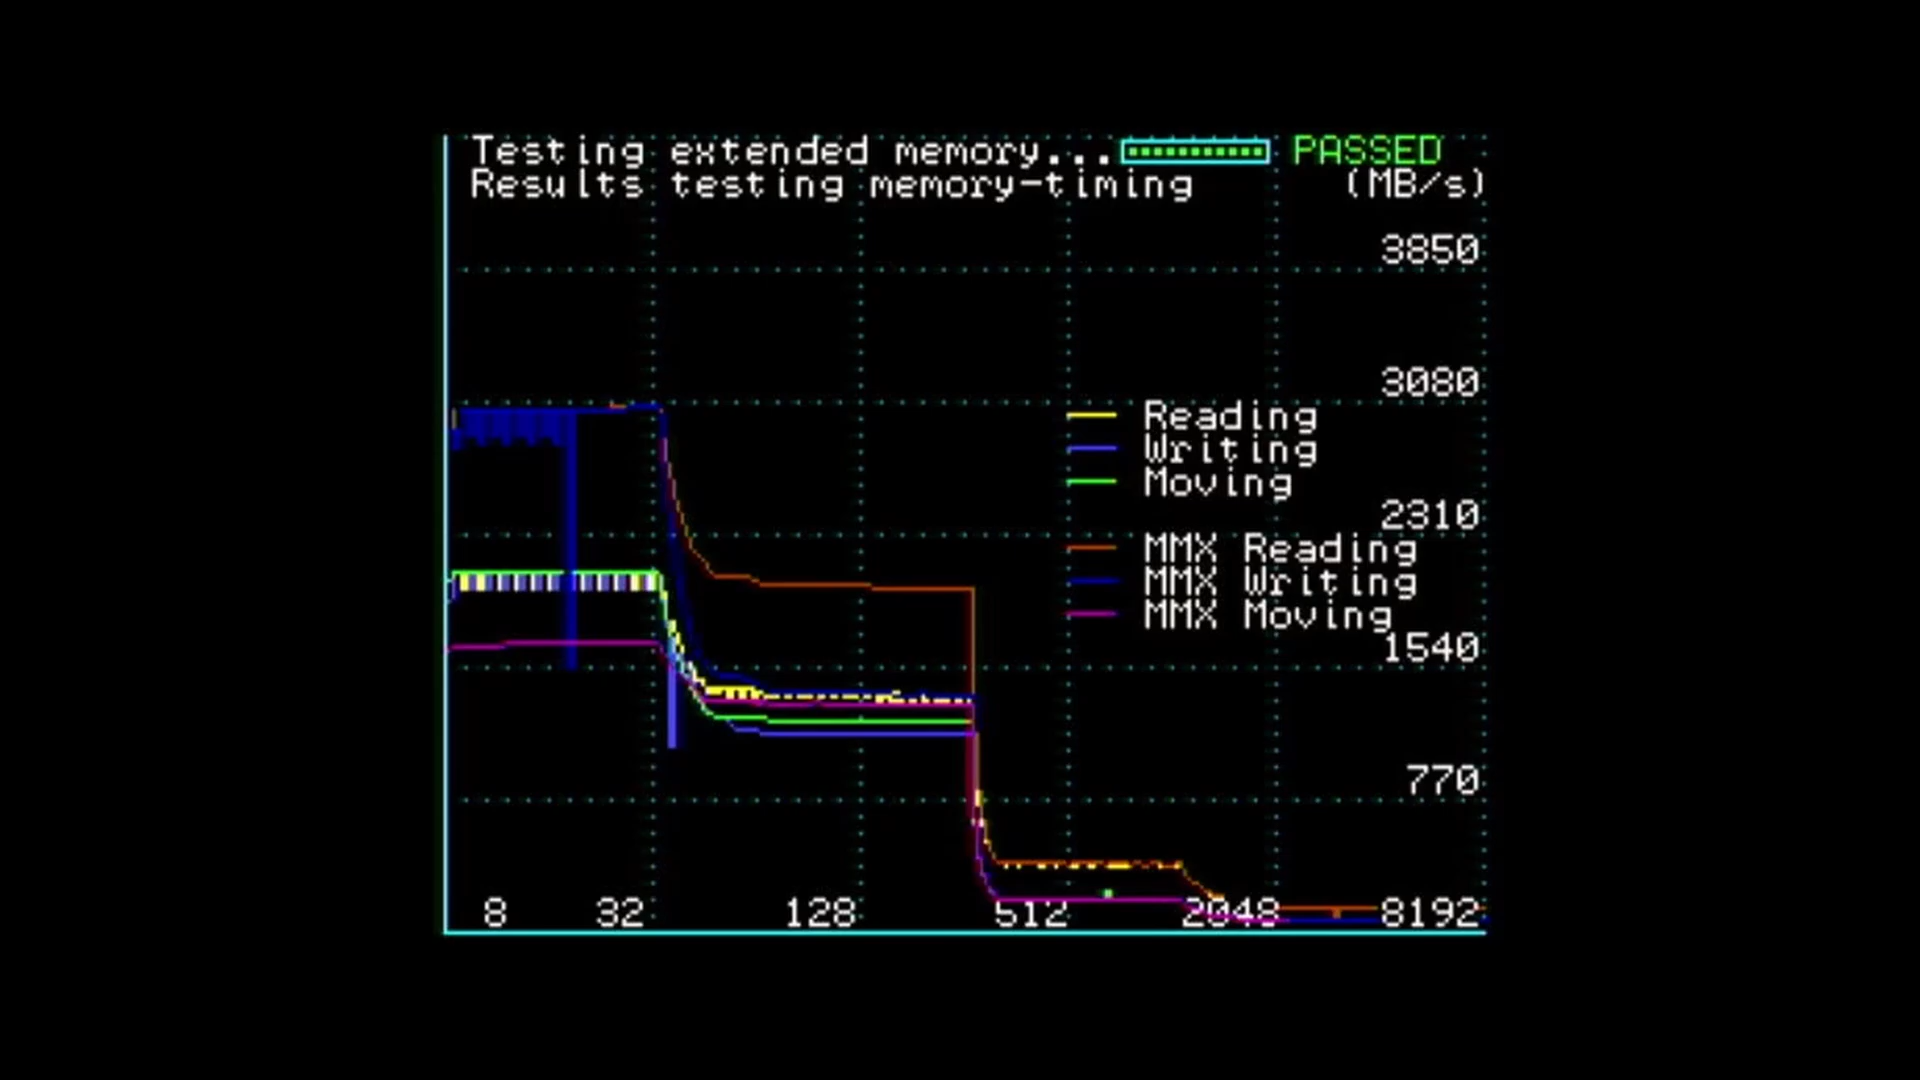 Testing extended memory... PASSED
Results testing memory-timing (MB/s)
3850
3080
Reading
Writing
Moving
2310
MMX Reading
MMX Writing
MMX Moving
1540
770
8 32 128 512 2048 8192